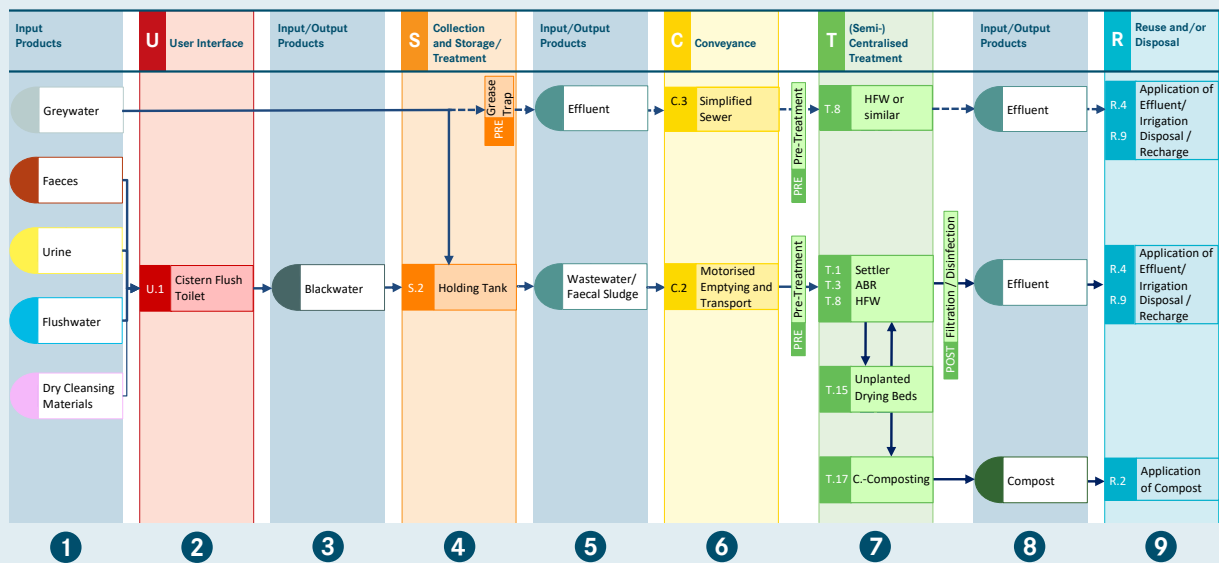 Input
Products
U
User Interface
Input/Output
Products
S
Collection
and Storage/
Treatment
Input/Output
Products
C
Conveyance
T
(Semi-)
Centralised
Treatment
Input/Output
Products
R
Reuse and/or
Disposal
Greywater
PRE
Grease
Trap
Effluent
C.3
Simplified
Sewer
PRE
Pre-Treatment
T.8
HFW or
similar
Effluent
R.4
R.9
Application of
Effluent/
Irrigation
Disposal /
Recharge
Faeces
Urine
Flushwater
Dry Cleansing
Materials
U.1
Cistern Flush
Toilet
Blackwater
S.2
Holding Tank
Wastewater/
Faecal Sludge
C.2
Motorised
Emptying and
Transport
PRE
Pre-Treatment
T.1 Settler
T.3 ABR
T.8 HFW
POST
Filtration / Disinfection
Effluent
R.4
R.9
Application of
Effluent/
Irrigation
Disposal /
Recharge
T.15
Unplanted
Drying Beds
T.17
C.-Composting
Compost
R.2
Application
of Compost
1
2
3
4
5
6
7
8
9